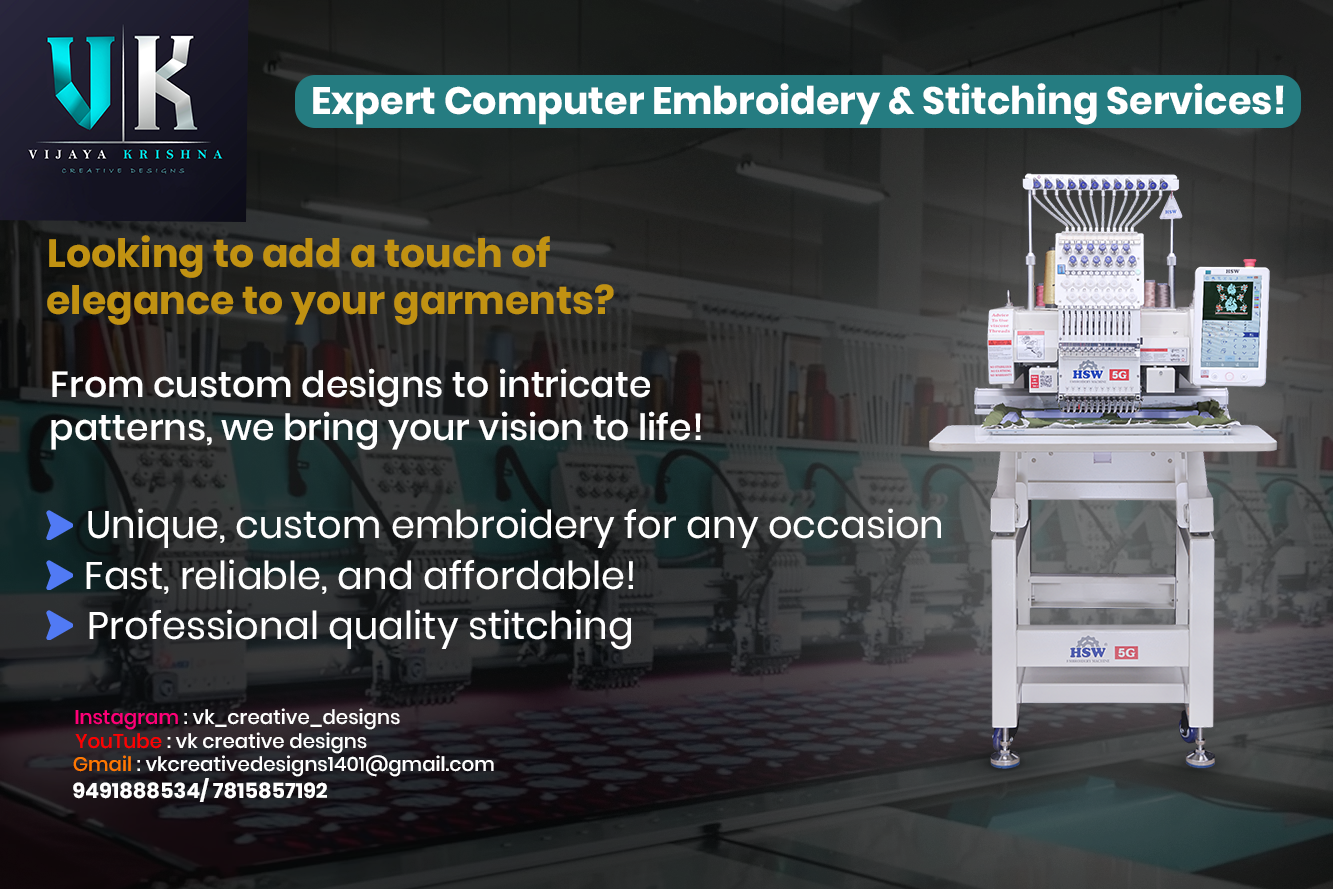 VK
VIJAYA KRISHNA
CREATIVE DESIGNS
Expert Computer Embroidery & Stitching Services!
Looking to add a touch of
elegance to your garments?
From custom designs to intricate
patterns, we bring your vision to life!
Unique, custom embroidery for any occasion
Fast, reliable, and affordable!
Professional quality stitching
Instagram : vk_creative_designs
YouTube : vk creative designs
Gmail : vkcreativedesigns1401@gmail.com
9491888534/ 7815857192
HSW
HSW
HSW 5G
HSW 5G